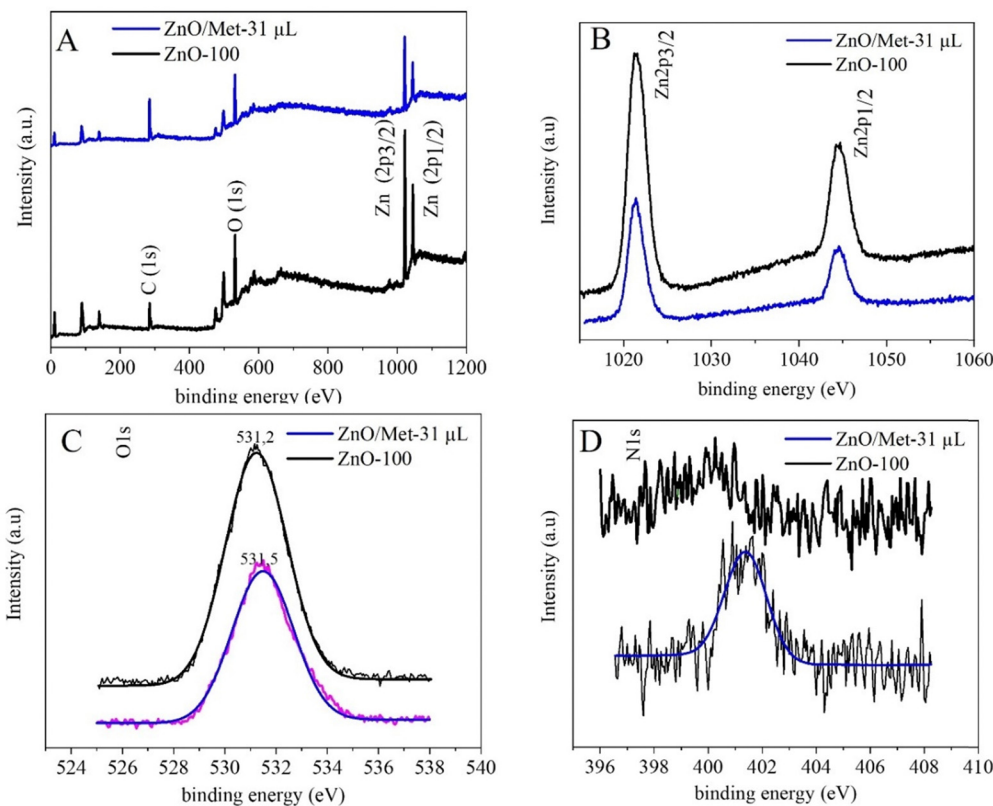 A
ZnO/Met-31 µL
ZnO-100
Intensity (a.u.)
C (1s)
O (1s)
Zn (2p3/2)
Zn (2p1/2)
0 200 400 600 800 1000 1200
binding energy (eV)
B
ZnO/Met-31 µL
ZnO-100
Intensity (a.u)
Zn2p3/2
Zn2p1/2
1020 1030 1040 1050 1060
binding energy (eV)
C
O1s
531,2
ZnO/Met-31 µL
ZnO-100
531,5
Intensity (a.u)
524 526 528 530 532 534 536 538 540
binding energy (eV)
D
N1s
ZnO/Met-31 µL
ZnO-100
Intensity (a.u)
396 398 400 402 404 406 408 410
binding energy (eV)